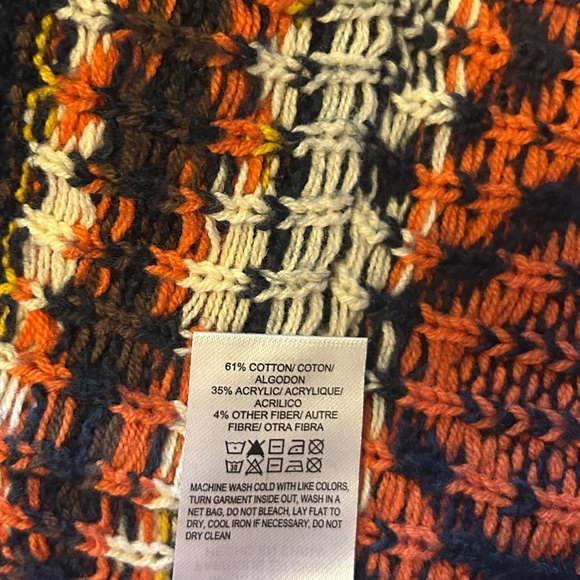 61% COTTON/ COTON/
ALGODON
35% ACRYLIC/ ACRYLIQUE/
ACRILICO
4% OTHER FIBER/ AUTRE
FIBRE/ OTRA FIBRA
MACHINE WASH COLD WITH LIKE COLORS,
TURN GARMENT INSIDE OUT, WASH IN A
NET BAG, DO NOT BLEACH, LAY FLAT TO
DRY, COOL IRON IF NECESSARY, DO NOT
DRY CLEAN.